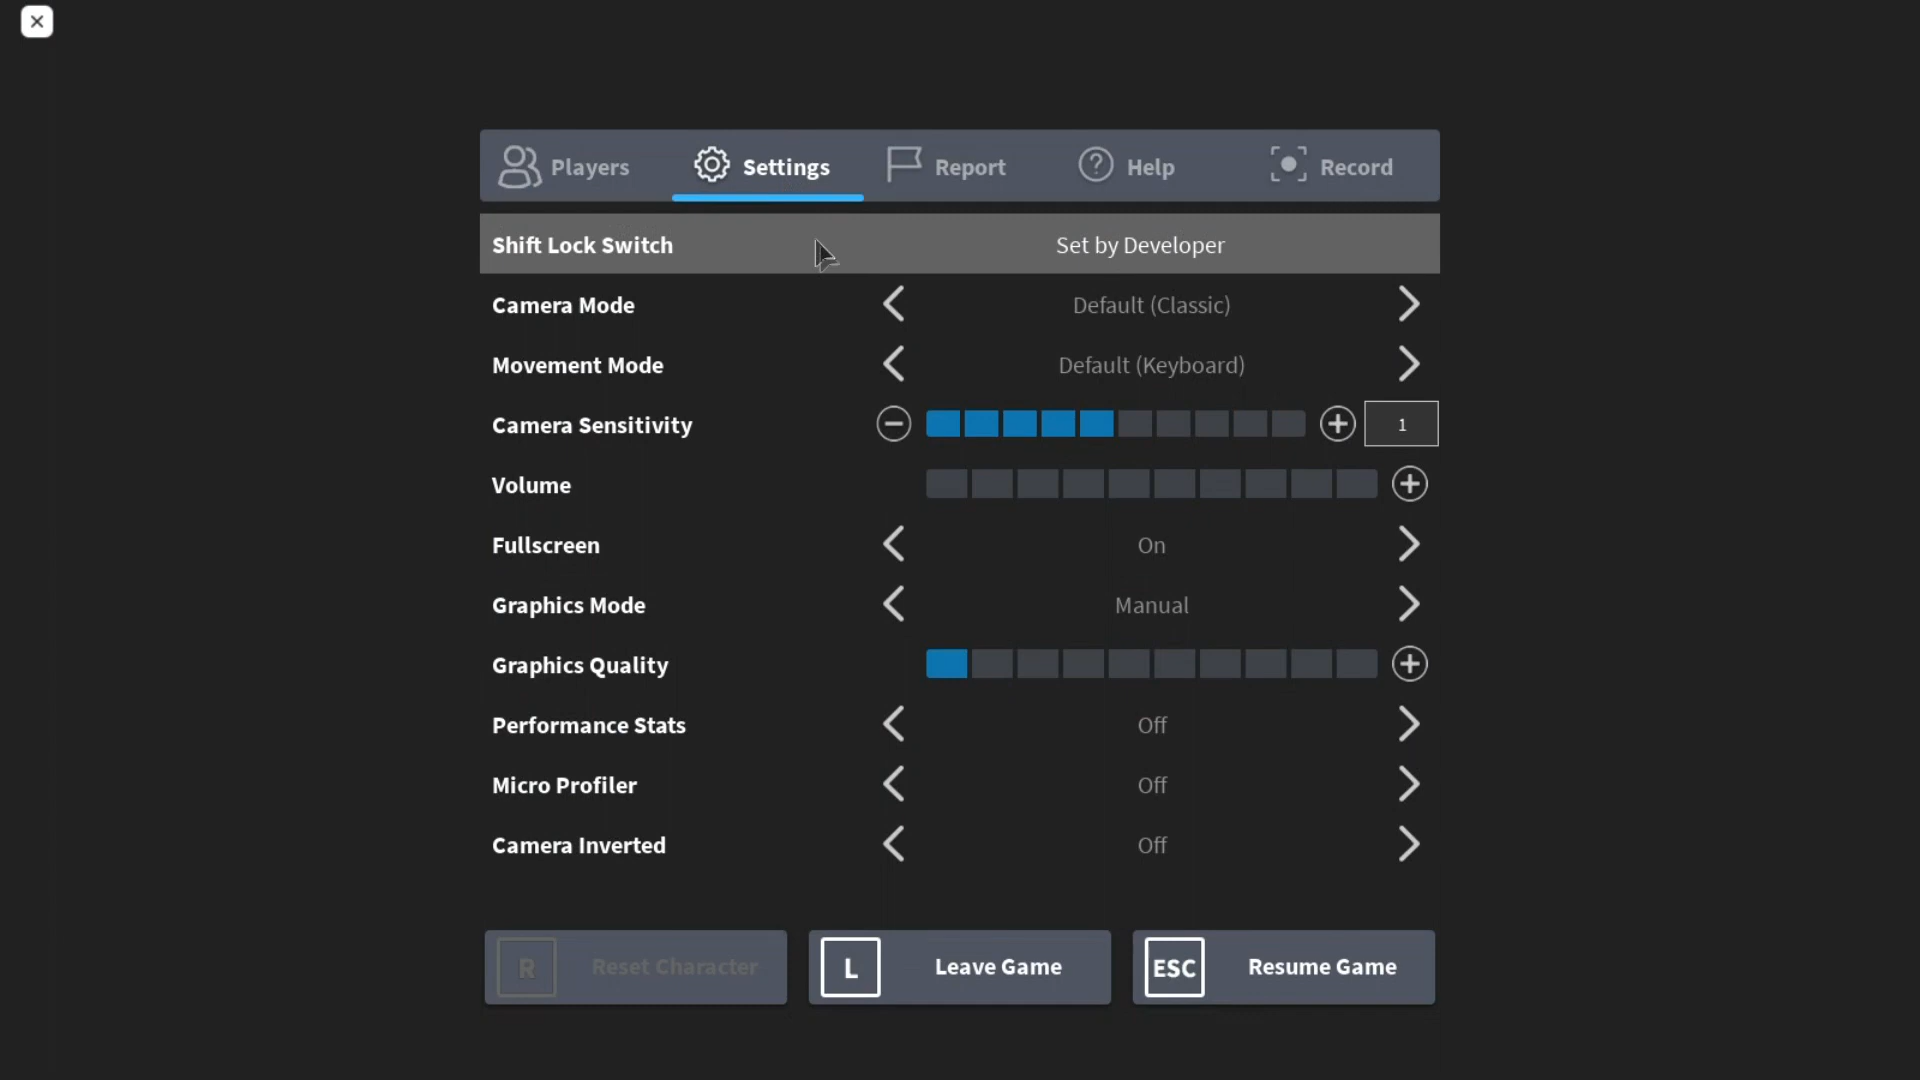 Players Settings Report Help Record
Shift Lock Switch Set by Developer
Camera Mode Default (Classic)
Movement Mode Default (Keyboard)
Camera Sensitivity 1
Volume
Fullscreen On
Graphics Mode Manual
Graphics Quality
Performance Stats Off
Micro Profiler Off
Camera Inverted Off
R Reset Character L Leave Game ESC Resume Game